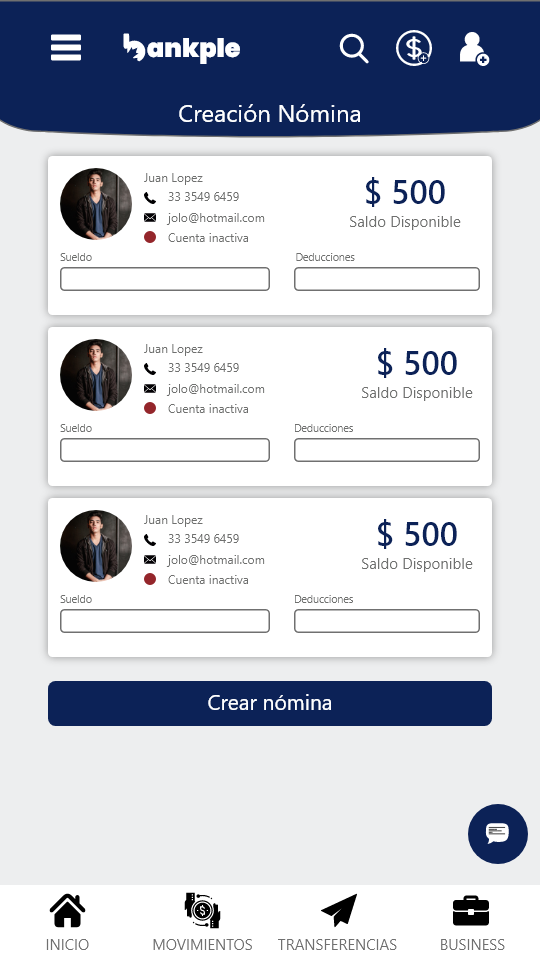 bankple
Creación Nómina
Juan Lopez
33 3549 6459
jolo@hotmail.com
Cuenta inactiva
$ 500
Saldo Disponible
Sueldo
Deducciones
Juan Lopez
33 3549 6459
jolo@hotmail.com
Cuenta inactiva
$ 500
Saldo Disponible
Sueldo
Deducciones
Juan Lopez
33 3549 6459
jolo@hotmail.com
Cuenta inactiva
$ 500
Saldo Disponible
Sueldo
Deducciones
Crear nómina
INICIO
MOVIMIENTOS
TRANSFERENCIAS
BUSINESS